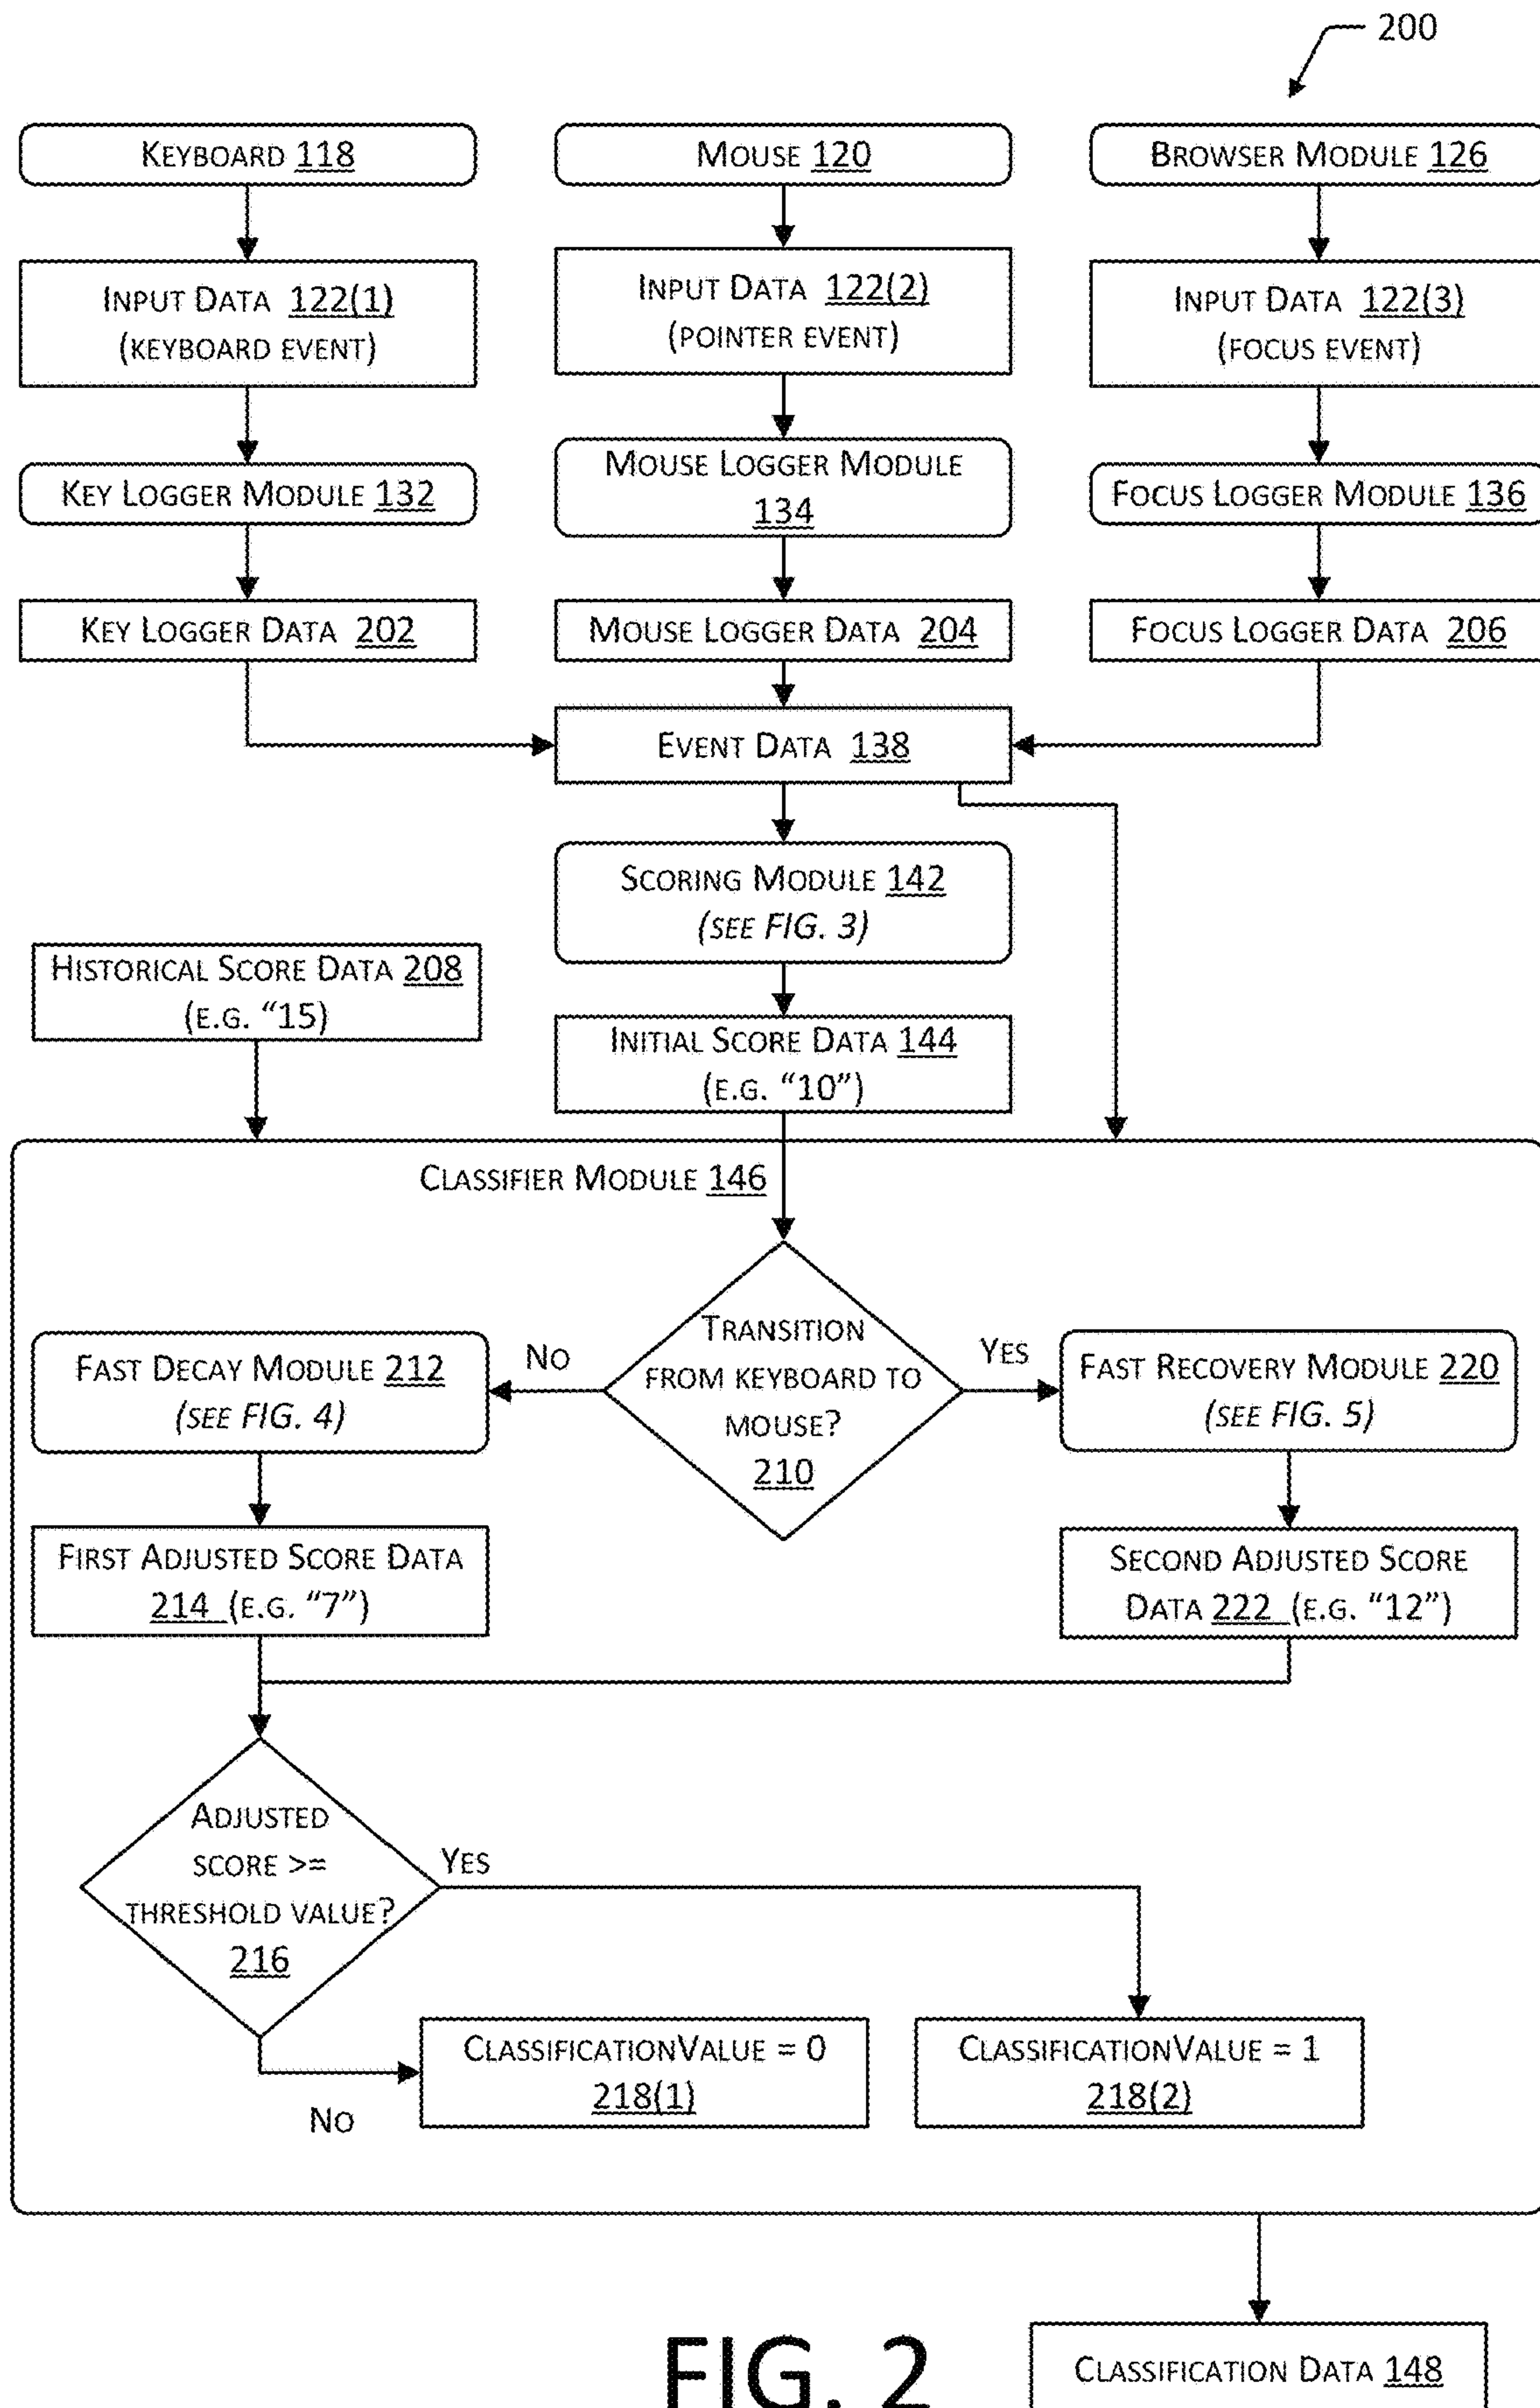 200
KEYBOARD 118
MOUSE 120
BROWSER MODULE 126
INPUT DATA 122(1)
(KEYBOARD EVENT)
INPUT DATA 122(2)
(POINTER EVENT)
INPUT DATA 122(3)
(FOCUS EVENT)
KEY LOGGER MODULE 132
MOUSE LOGGER MODULE
134
FOCUS LOGGER MODULE 136
KEY LOGGER DATA 202
MOUSE LOGGER DATA 204
FOCUS LOGGER DATA 206
EVENT DATA 138
SCORING MODULE 142
(SEE FIG. 3)
HISTORICAL SCORE DATA 208
(E.G. "15)
INITIAL SCORE DATA 144
(E.G. "10")
CLASSIFIER MODULE 146
TRANSITION
FROM KEYBOARD TO
MOUSE?
210
NO
YES
FAST DECAY MODULE 212
(SEE FIG. 4)
FAST RECOVERY MODULE 220
(SEE FIG. 5)
FIRST ADJUSTED SCORE DATA
214 (E.G. "7")
SECOND ADJUSTED SCORE
DATA 222 (E.G. "12")
ADJUSTED
SCORE >=
THRESHOLD VALUE?
216
YES
NO
CLASSIFICATIONVALUE = 0
218(1)
CLASSIFICATIONVALUE = 1
218(2)
CLASSIFICATION DATA 148
FIG. 2